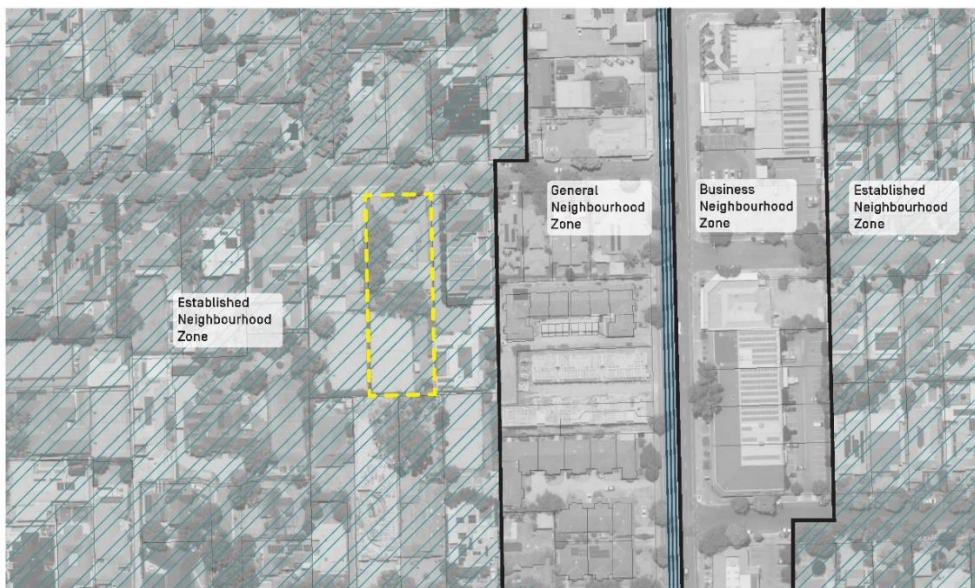 General
Neighbourhood
Zone
Business
Neighbourhood
Zone
Established
Neighbourhood
Zone
Established
Neighbourhood
Zone